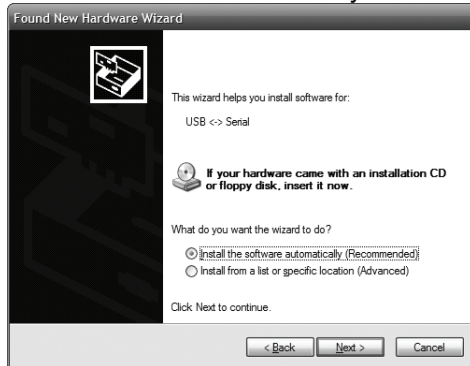 Found New Hardware Wizard
This wizard helps you install software for:
USB <-> Serial
If your hardware came with an installation CD
or floppy disk, insert it now.
What do you want the wizard to do?
Install the software automatically (Recommended)
Install from a list or specific location (Advanced)
Click Next to continue.
< Back
Next >
Cancel